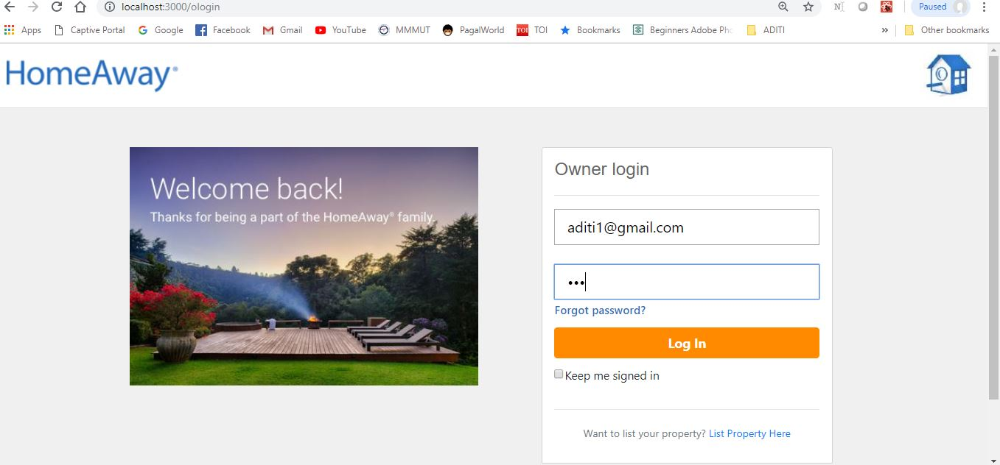 localhost:3000/ologin
Paused
Apps Captive Portal Google Facebook Gmail YouTube MMMUT PagalWorld TOI TOI Bookmarks Beginners Adobe Pho ADITI » Other bookmarks
HomeAway®
Welcome back!
Thanks for being a part of the HomeAway® family.
Owner login
aditi1@gmail.com
•••
Forgot password?
Log In
Keep me signed in
Want to list your property? List Property Here